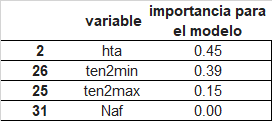 variable importancia para el modelo
2 hta 0.45
26 ten2min 0.39
25 ten2max 0.15
31 Naf 0.00